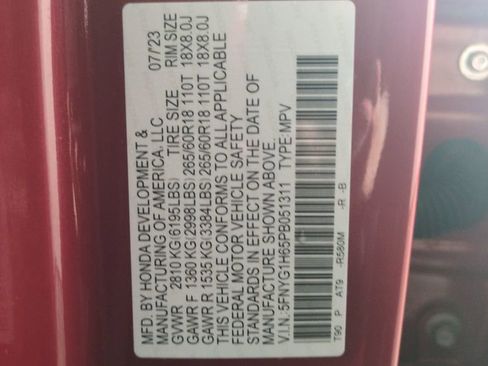 MFD. BY HONDA DEVELOPMENT &
MANUFACTURING OF AMERICA, LLC 07/'23
GVWR 2810 KG(6195LBS) TIRE SIZE RIM SIZE
GAWR F 1360 KG(2998LBS) 265/60R18 110T 18X8.0J
GAWR R 1535 KG(3384LBS) 265/60R18 110T 18X8.0J
THIS VEHICLE CONFORMS TO ALL APPLICABLE
FEDERAL MOTOR VEHICLE SAFETY
STANDARDS IN EFFECT ON THE DATE OF
MANUFACTURE SHOWN ABOVE.
V.I.N.:5FNYG1H65PB051311 TYPE:MPV
T90 P AT9 -R580M -R -B